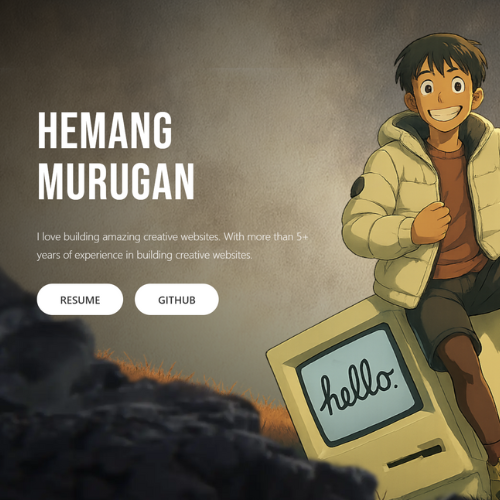 HEMANG
MURUGAN
I love building amazing creative websites. With more than 5+
years of experience in building creative websites.
RESUME
GITHUB
hello.